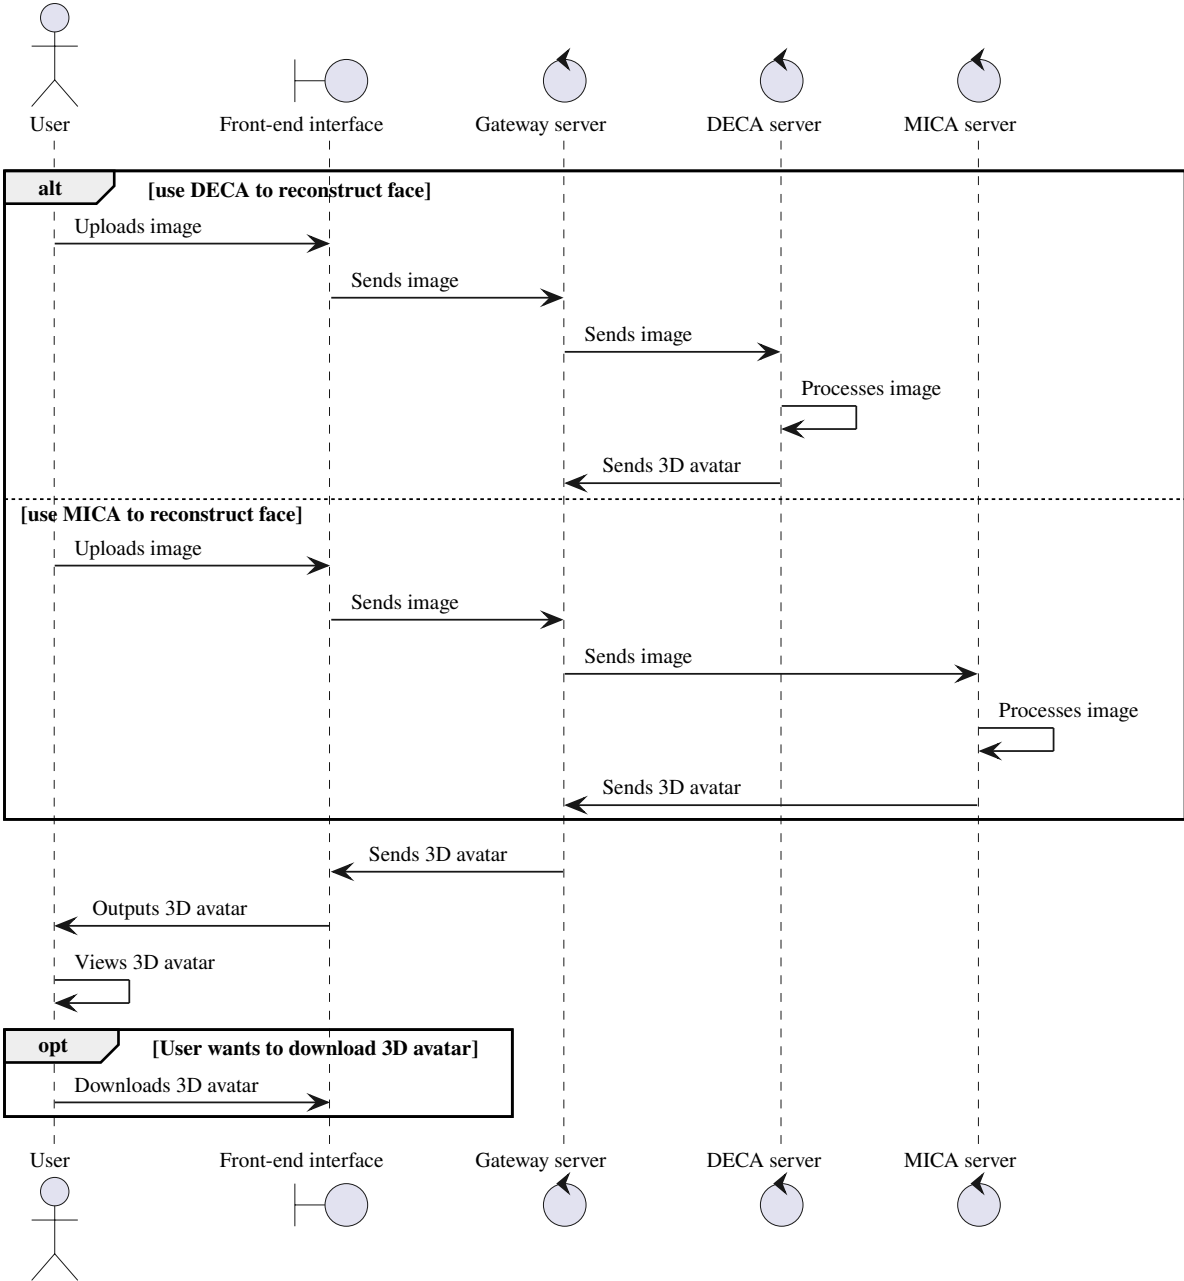 User
Front-end interface
Gateway server
DECA server
MICA server
alt
[use DECA to reconstruct face]
Uploads image
Sends image
Sends image
Processes image
Sends 3D avatar
[use MICA to reconstruct face]
Uploads image
Sends image
Sends image
Processes image
Sends 3D avatar
Sends 3D avatar
Outputs 3D avatar
Views 3D avatar
opt
[User wants to download 3D avatar]
Downloads 3D avatar
User
Front-end interface
Gateway server
DECA server
MICA server